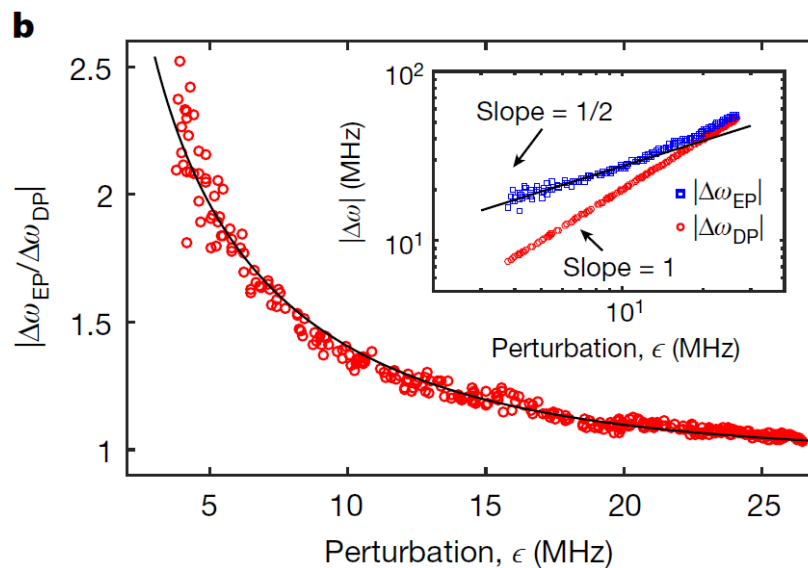 b
2.5
2
1.5
1
|Δω_EP/Δω_DP|
5 10 15 20 25
Perturbation, ϵ (MHz)
10²
10¹
|Δω| (MHz)
Slope = 1/2
|Δω_EP|
|Δω_DP|
Slope = 1
10¹
Perturbation, ϵ (MHz)